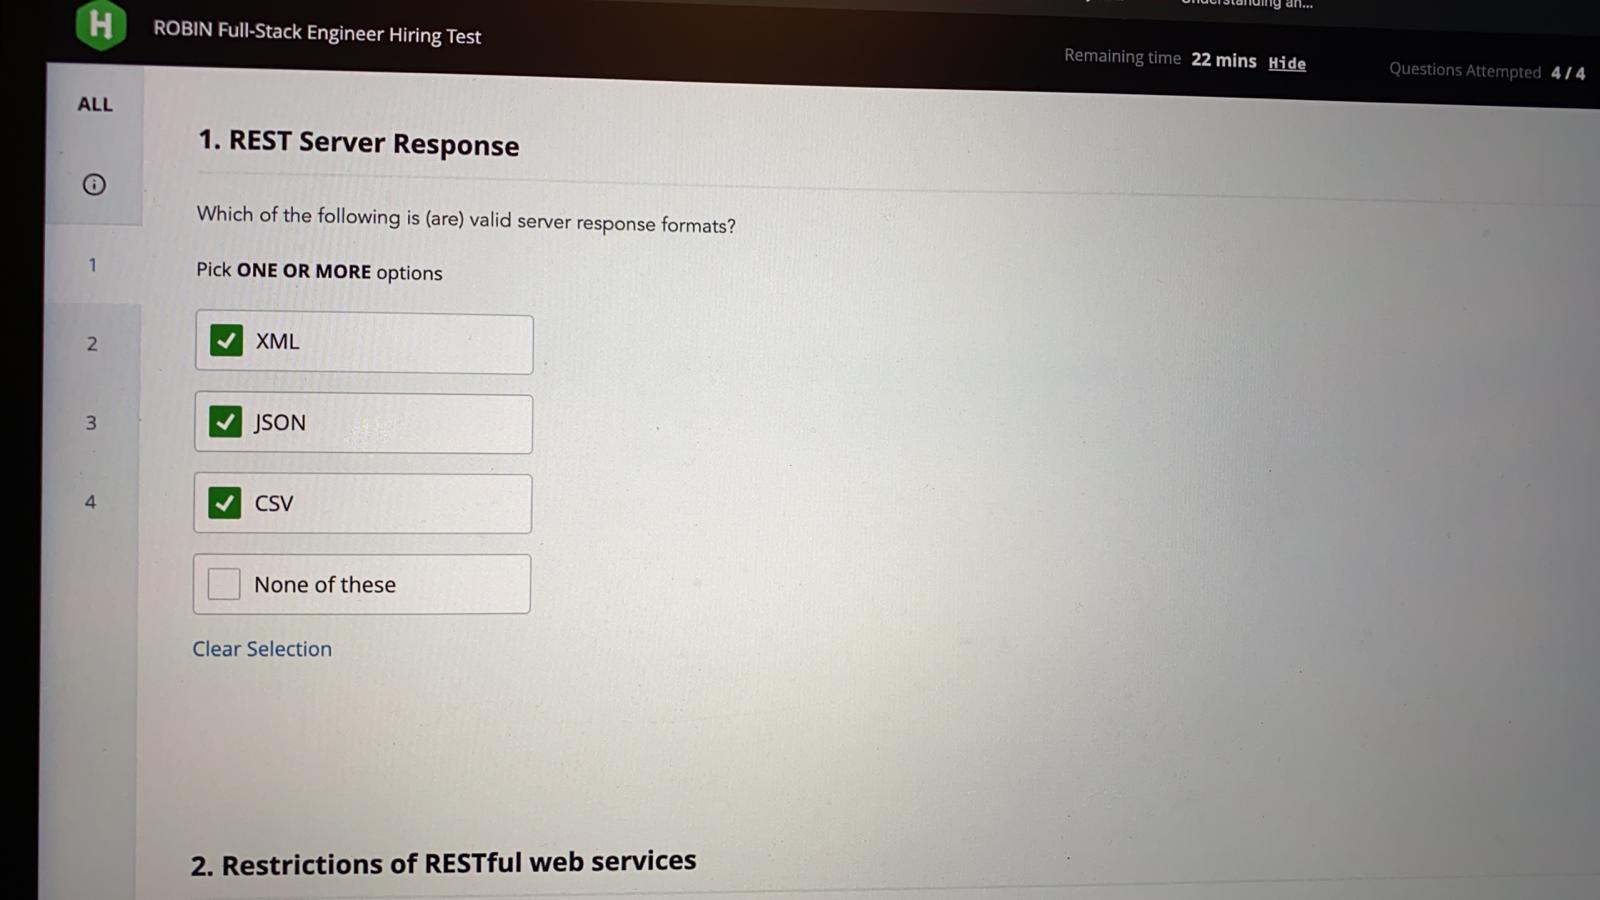 ROBIN Full-Stack Engineer Hiring Test
Remaining time 22 mins Hide
Questions Attempted 4/4
ALL
1
2
3
4
1. REST Server Response
Which of the following is (are) valid server response formats?
Pick ONE OR MORE options
XML
JSON
CSV
None of these
Clear Selection
2. Restrictions of RESTful web services